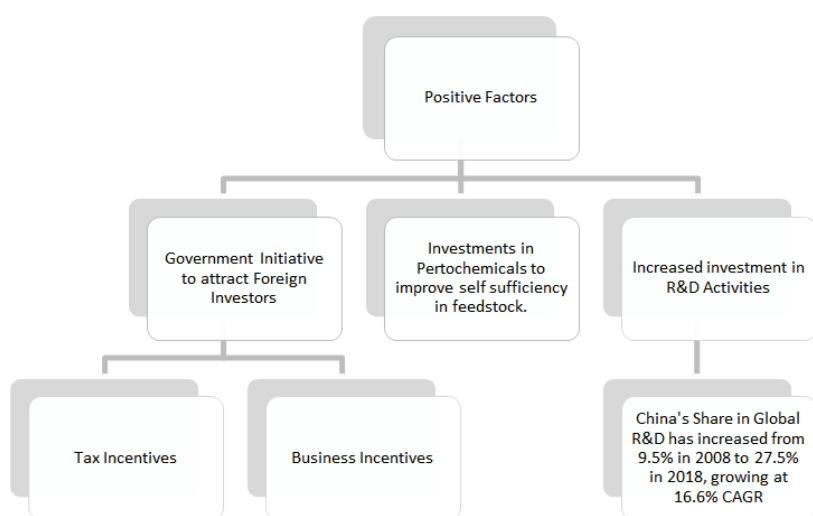 Positive Factors
Government Initiative
to attract Foreign
Investors
Investments in
Pertochemicals to
improve self sufficiency
in feedstock.
Increased investment in
R&D Activities
Tax Incentives
Business Incentives
China's Share in Global
R&D has increased from
9.5% in 2008 to 27.5%
in 2018, growing at
16.6% CAGR